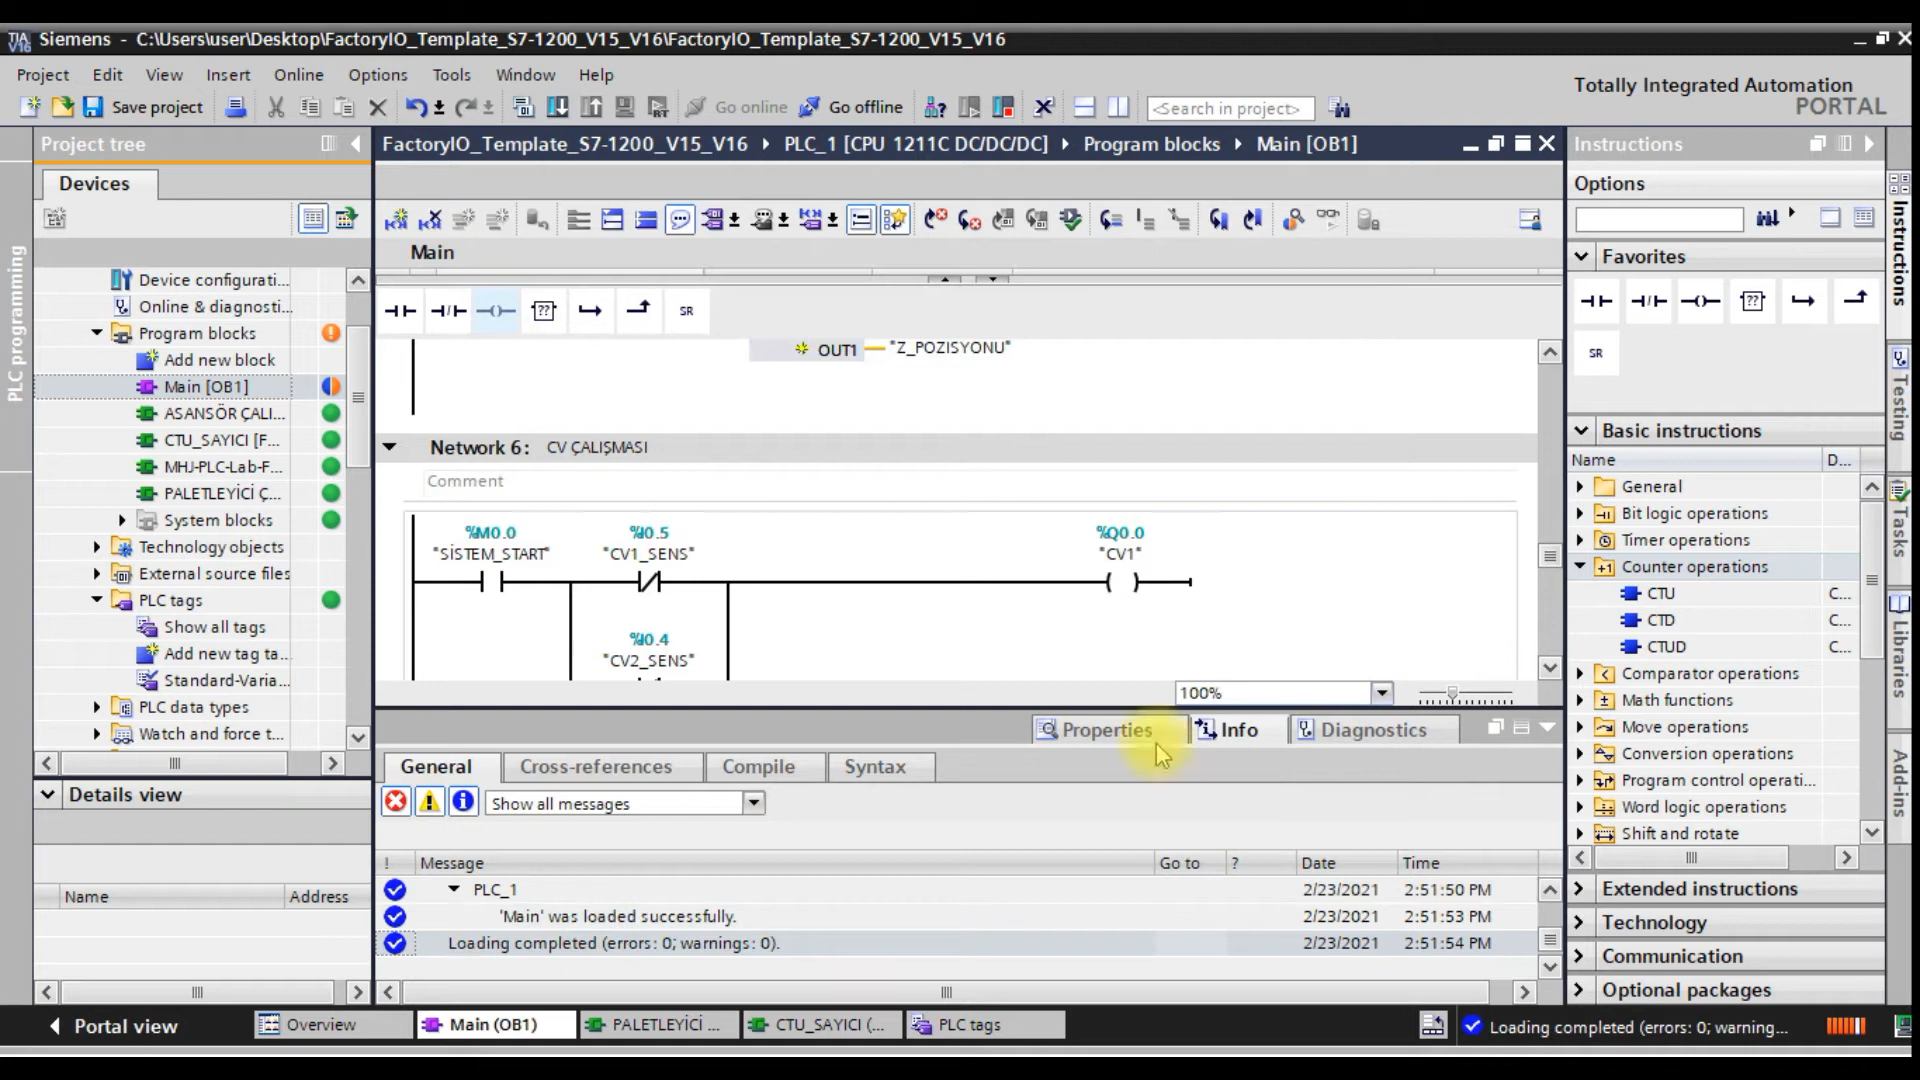 Siemens - C:\Users\user\Desktop\FactoryIO_Template_S7-1200_V15_V16\FactoryIO_Template_S7-1200_V15_V16
Project Edit View Insert Online Options Tools Window Help
Totally Integrated Automation
PORTAL
Save project
Go online
Go offline
<Search in project>
Project tree
FactoryIO_Template_S7-1200_V15_V16 PLC_1 [CPU 1211C DC/DC/DC] Program blocks Main [OB1]
Instructions
Devices
Options
PLC programming
Device configurati...
Online & diagnosti...
Program blocks
Add new block
Main [OB1]
ASANSÖR ÇALI...
CTU_SAYICI [F...
MHJ-PLC-Lab-F...
PALETLEYİCİ Ç...
System blocks
Technology objects
External source files
PLC tags
Show all tags
Add new tag ta...
Standard-Varia...
PLC data types
Watch and force t...
Details view
Name Address
Main
??
SR
OUT1 "Z_POZISYONU"
Network 6: CV ÇALIŞMASI
Comment
%M0.0 %I0.5 %Q0.0
"SİSTEM_START" "CV1_SENS" "CV1"
%I0.4
"CV2_SENS"
100%
Properties Info Diagnostics
General Cross-references Compile Syntax
Show all messages
! Message Go to ? Date Time
PLC_1 2/23/2021 2:51:50 PM
'Main' was loaded successfully. 2/23/2021 2:51:53 PM
Loading completed (errors: 0; warnings: 0). 2/23/2021 2:51:54 PM
Favorites
??
SR
Basic instructions
Name D...
General
Bit logic operations
Timer operations
Counter operations
CTU C...
CTD C...
CTUD C...
Comparator operations
Math functions
Move operations
Conversion operations
Program control operati...
Word logic operations
Shift and rotate
Extended instructions
Technology
Communication
Optional packages
Instructions
Testing
Tasks
Libraries
Add-ins
Portal view
Overview
Main (OB1)
PALETLEYİCİ ...
CTU_SAYICI (...
PLC tags
Loading completed (errors: 0; warning...